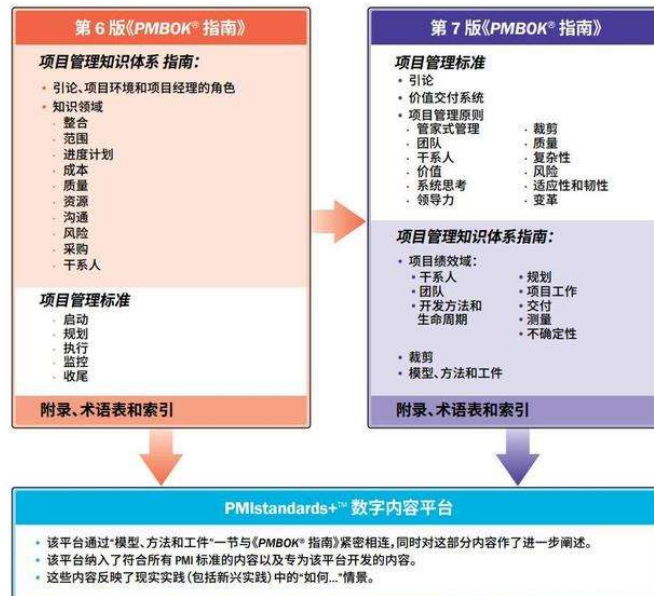 第 6 版《PMBOK® 指南》
项目管理知识体系 指南：
• 引论、项目环境和项目经理的角色
• 知识领域
· 整合
· 范围
· 进度计划
· 成本
· 质量
· 资源
· 沟通
· 风险
· 采购
· 干系人
项目管理标准
· 启动
· 规划
· 执行
· 监控
· 收尾
附录、术语表和索引
第 7 版《PMBOK® 指南》
项目管理标准
• 引论
• 价值交付系统
• 项目管理原则
· 管家式管理
· 团队
· 干系人
· 价值
· 系统思考
· 领导力
· 裁剪
· 质量
· 复杂性
· 风险
· 适应性和韧性
· 变革
项目管理知识体系指南：
• 项目绩效域：
• 干系人
• 团队
• 开发方法和
生命周期
• 规划
• 项目工作
• 交付
• 测量
• 不确定性
• 裁剪
• 模型、方法和工件
附录、术语表和索引
PMIstandards+™ 数字内容平台
• 该平台通过“模型、方法和工件”一节与《PMBOK® 指南》紧密相连，同时对这部分内容作了进一步阐述。
• 该平台纳入了符合所有 PMI 标准的内容以及专为该平台开发的内容。
• 这些内容反映了现实实践（包括新兴实践）中的“如何…”情景。